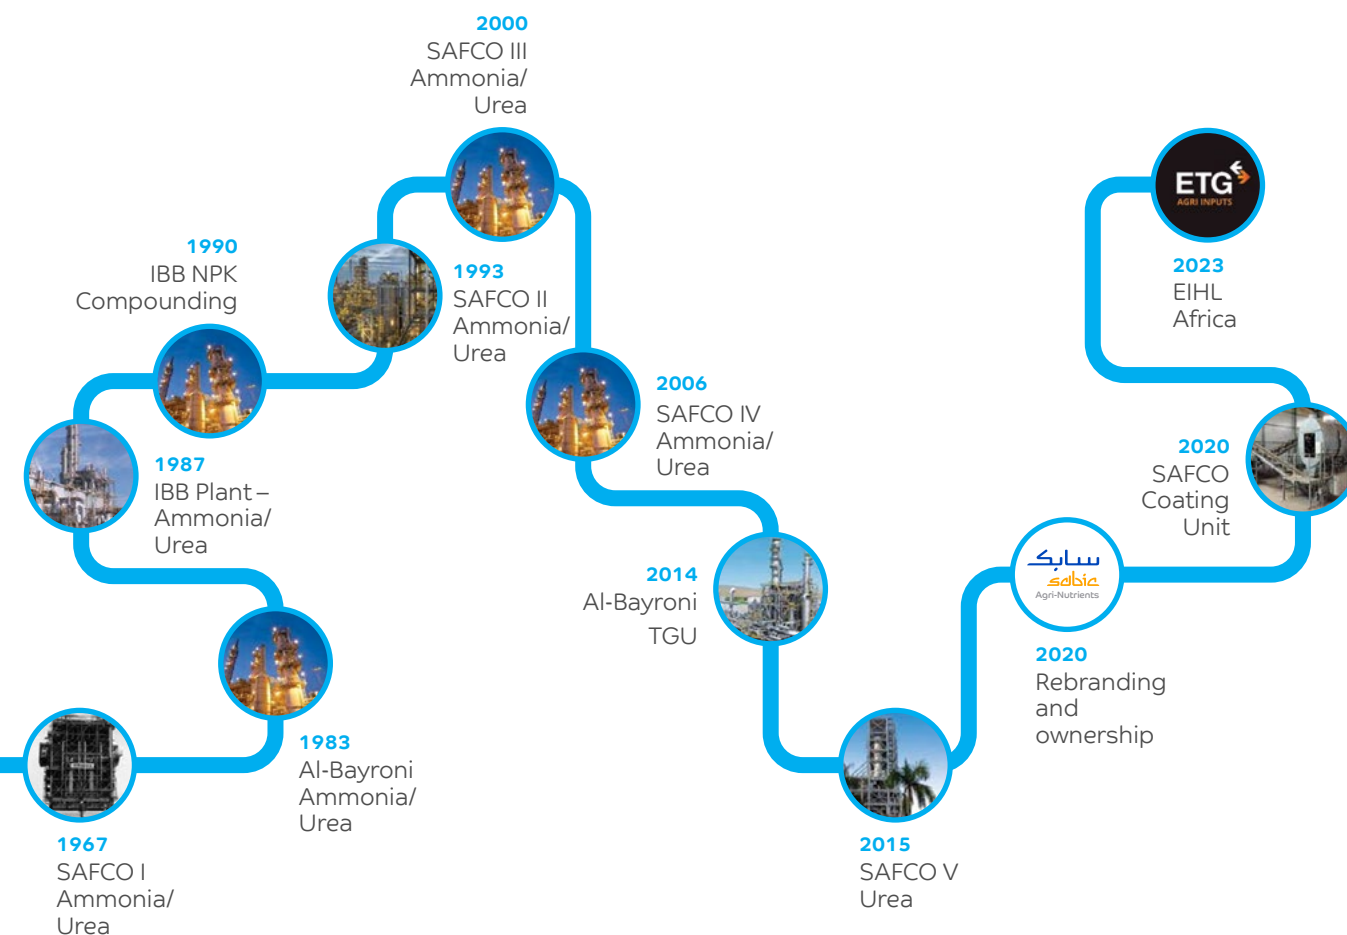 1967
SAFCO I
Ammonia/
Urea
1983
Al-Bayroni
Ammonia/
Urea
1987
IBB Plant –
Ammonia/
Urea
1990
IBB NPK
Compounding
1993
SAFCO II
Ammonia/
Urea
2000
SAFCO III
Ammonia/
Urea
2006
SAFCO IV
Ammonia/
Urea
2014
Al-Bayroni
TGU
2015
SAFCO V
Urea
سابك
sabic
Agri-Nutrients
2020
Rebranding
and
ownership
2020
SAFCO
Coating
Unit
ETG
AGRI INPUTS
2023
EIHL
Africa